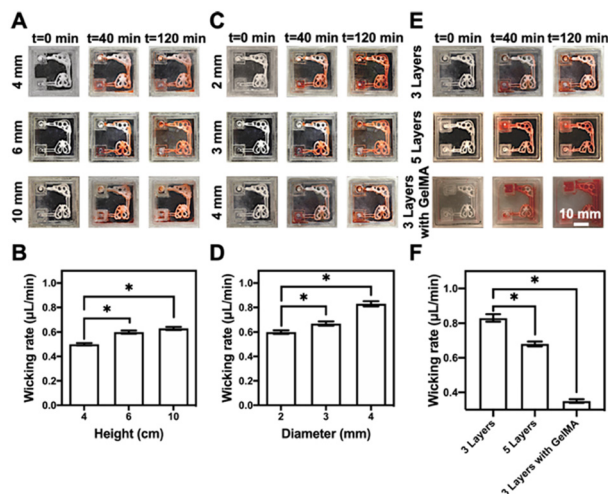 A
t=0 min t=40 min t=120 min
4 mm
6 mm
10 mm
C
t=0 min t=40 min t=120 min
2 mm
3 mm
4 mm
E
t=0 min t=40 min t=120 min
3 Layers
5 Layers
3 Layers
with GelMA
10 mm
B
Wicking rate (µL/min)
1.0
0.8
0.6
0.4
0.2
0.0
*
*
4 6 10
Height (cm)
D
Wicking rate (µL/min)
1.0
0.8
0.6
0.4
0.2
0.0
*
*
2 3 4
Diameter (mm)
F
Wicking rate (µL/min)
0.8
0.6
0.4
*
*
3 Layers
5 Layers
3 Layers with GelMA